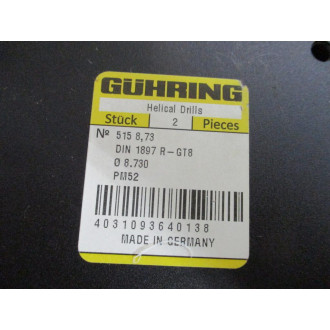 GÜHRING
Helical Drills
Stück 2 Pieces
Nº 515 8,73
DIN 1897 R-GT8
Ø 8.730
PM52
4031093640138
MADE IN GERMANY